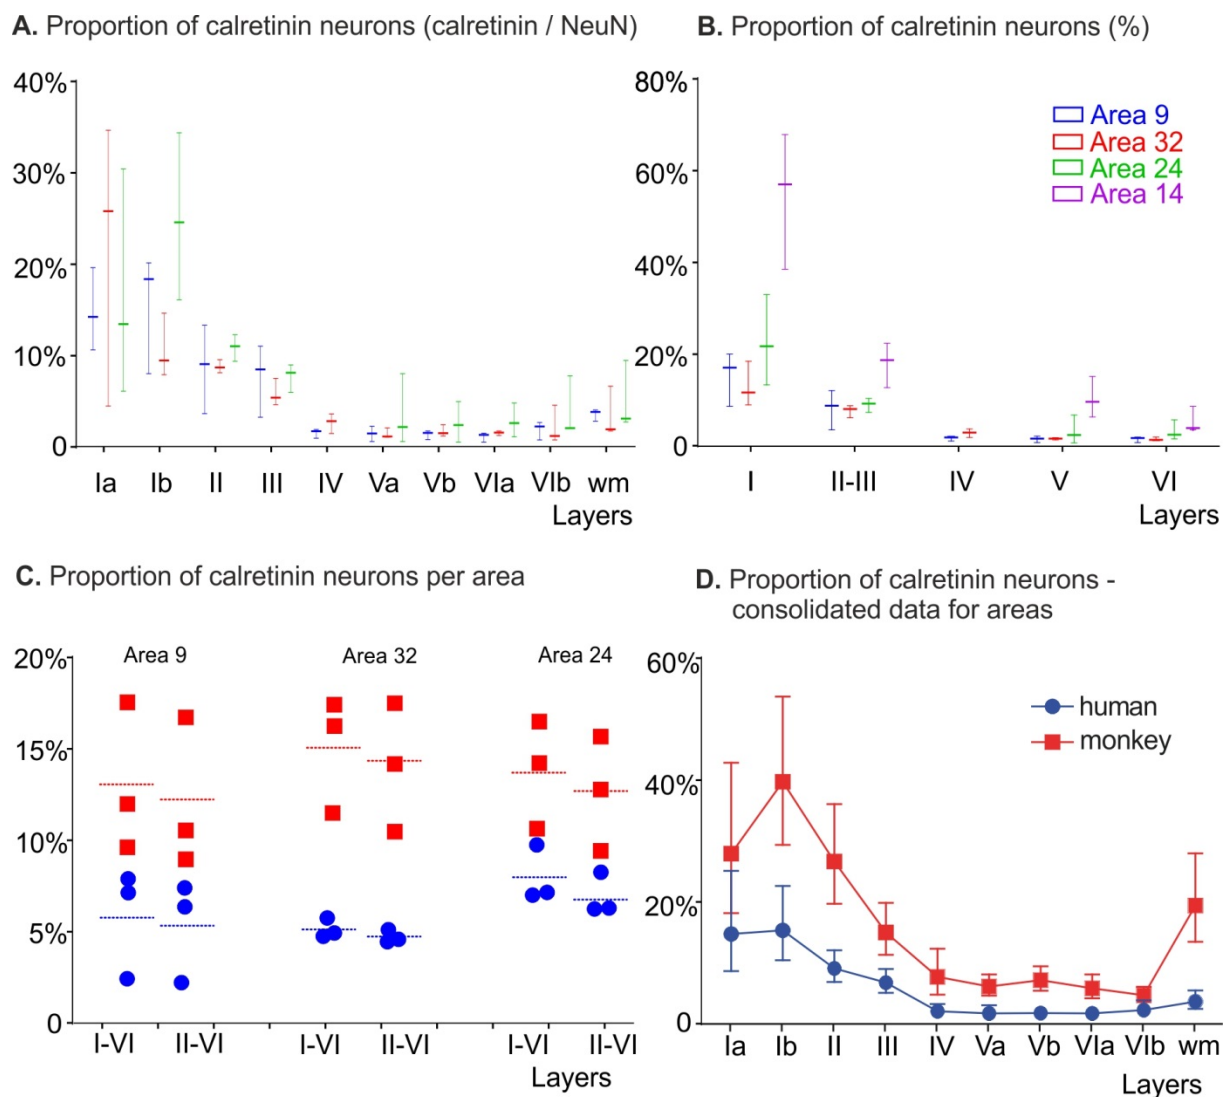 A. Proportion of calretinin neurons (calretinin / NeuN)
40%
30%
20%
10%
0
Ia Ib II III IV Va Vb VIa VIb wm
Layers
B. Proportion of calretinin neurons (%)
80%
60%
40%
20%
0
Area 9
Area 32
Area 24
Area 14
I II-III IV V VI
Layers
C. Proportion of calretinin neurons per area
20%
15%
10%
5%
0
Area 9 Area 32 Area 24
I-VI II-VI I-VI II-VI I-VI II-VI
Layers
D. Proportion of calretinin neurons -
consolidated data for areas
60%
40%
20%
0
human
monkey
Ia Ib II III IV Va Vb VIa VIb wm
Layers